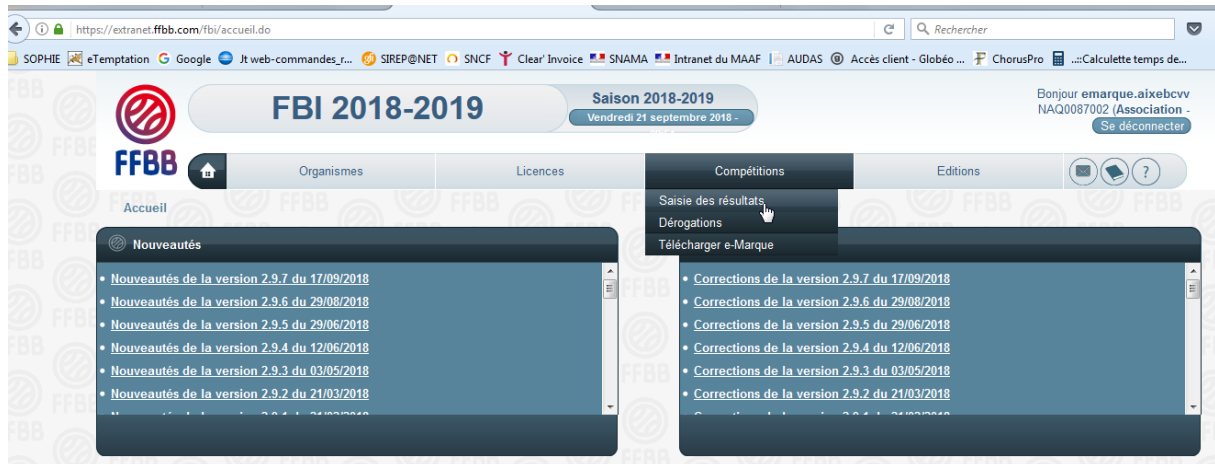 https://extranet.ffbb.com/fbi/accueil.do
Rechercher
SOPHIE eTemptation Google Jt web-commandes_r... SIREP@NET SNCF Clear' Invoice SNAMA Intranet du MAAF AUDAS Accès client - Globéo ... ChorusPro ..::Calculette temps de...
FFBB
FBI 2018-2019
Saison 2018-2019
Vendredi 21 septembre 2018 -
Bonjour emarque.aixebcvv
NAQ0087002 (Association -
Se déconnecter
Organismes Licences Compétitions Editions ?
Saisie des résultats
Dérogations
Télécharger e-Marque
Accueil
Nouveautés
• Nouveautés de la version 2.9.7 du 17/09/2018
• Nouveautés de la version 2.9.6 du 29/08/2018
• Nouveautés de la version 2.9.5 du 29/06/2018
• Nouveautés de la version 2.9.4 du 12/06/2018
• Nouveautés de la version 2.9.3 du 03/05/2018
• Nouveautés de la version 2.9.2 du 21/03/2018
• Corrections de la version 2.9.7 du 17/09/2018
• Corrections de la version 2.9.6 du 29/08/2018
• Corrections de la version 2.9.5 du 29/06/2018
• Corrections de la version 2.9.4 du 12/06/2018
• Corrections de la version 2.9.3 du 03/05/2018
• Corrections de la version 2.9.2 du 21/03/2018